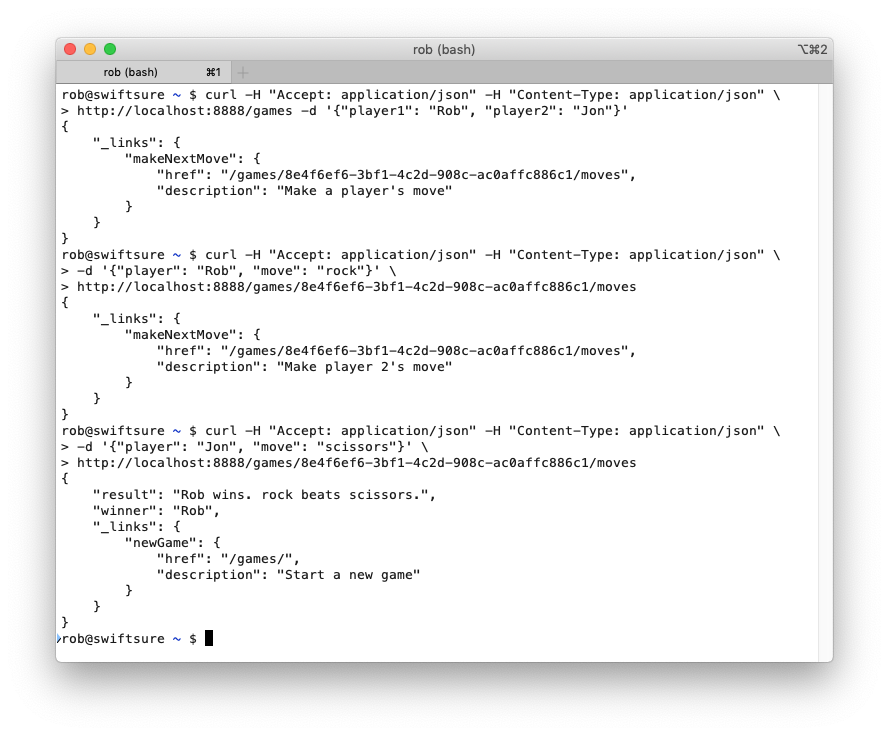 rob (bash) ⌥⌘2
rob (bash) ⌘1 +
rob@swiftsure ~ $ curl -H "Accept: application/json" -H "Content-Type: application/json" \
> http://localhost:8888/games -d '{"player1": "Rob", "player2": "Jon"}'
{
    "_links": {
        "makeNextMove": {
            "href": "/games/8e4f6ef6-3bf1-4c2d-908c-ac0affc886c1/moves",
            "description": "Make a player's move"
        }
    }
}
rob@swiftsure ~ $ curl -H "Accept: application/json" -H "Content-Type: application/json" \
> -d '{"player": "Rob", "move": "rock"}' \
> http://localhost:8888/games/8e4f6ef6-3bf1-4c2d-908c-ac0affc886c1/moves
{
    "_links": {
        "makeNextMove": {
            "href": "/games/8e4f6ef6-3bf1-4c2d-908c-ac0affc886c1/moves",
            "description": "Make player 2's move"
        }
    }
}
rob@swiftsure ~ $ curl -H "Accept: application/json" -H "Content-Type: application/json" \
> -d '{"player": "Jon", "move": "scissors"}' \
> http://localhost:8888/games/8e4f6ef6-3bf1-4c2d-908c-ac0affc886c1/moves
{
    "result": "Rob wins. rock beats scissors.",
    "winner": "Rob",
    "_links": {
        "newGame": {
            "href": "/games/",
            "description": "Start a new game"
        }
    }
}
rob@swiftsure ~ $